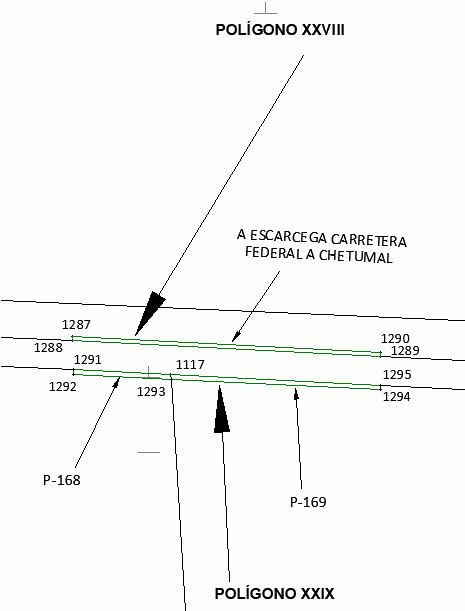 POLÍGONO XXVIII
A ESCARCEGA CARRETERA
FEDERAL A CHETUMAL
1287
1290
1288
1289
1291
1117
1295
1292
1293
1294
P-168
P-169
POLÍGONO XXIX